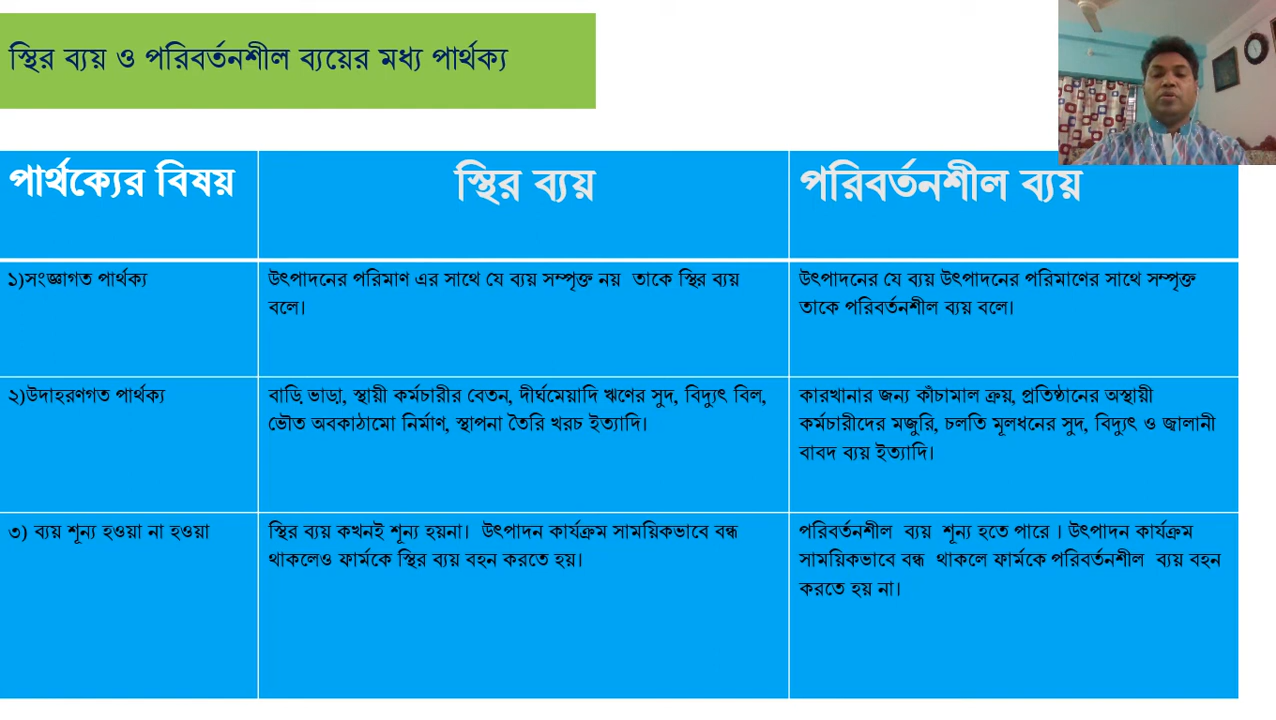 স্থির ব্যয় ও পরিবর্তনশীল ব্যয়ের মধ্য পার্থক্য
পার্থক্যের বিষয়
স্থির ব্যয়
পরিবর্তনশীল ব্যয়
১)সংজ্ঞাগত পার্থক্য
উৎপাদনের পরিমাণ এর সাথে যে ব্যয় সম্পৃক্ত নয় তাকে স্থির ব্যয়
বলে।
উৎপাদনের যে ব্যয় উৎপাদনের পরিমাণের সাথে সম্পৃক্ত
তাকে পরিবর্তনশীল ব্যয় বলে।
২)উদাহরণগত পার্থক্য
বাড়ি ভাড়া, স্থায়ী কর্মচারীর বেতন, দীর্ঘমেয়াদি ঋণের সুদ, বিদ্যুৎ বিল,
ভৌত অবকাঠামো নির্মাণ, স্থাপনা তৈরি খরচ ইত্যাদি।
কারখানার জন্য কাঁচামাল ক্রয়, প্রতিষ্ঠানের অস্থায়ী
কর্মচারীদের মজুরি, চলতি মূলধনের সুদ, বিদ্যুৎ ও জ্বালানী
বাবদ ব্যয় ইত্যাদি।
৩) ব্যয় শূন্য হওয়া না হওয়া
স্থির ব্যয় কখনই শূন্য হয়না। উৎপাদন কার্যক্রম সাময়িকভাবে বন্ধ
থাকলেও ফার্মকে স্থির ব্যয় বহন করতে হয়।
পরিবর্তনশীল ব্যয় শূন্য হতে পারে । উৎপাদন কার্যক্রম
সাময়িকভাবে বন্ধ থাকলে ফার্মকে পরিবর্তনশীল ব্যয় বহন
করতে হয় না।